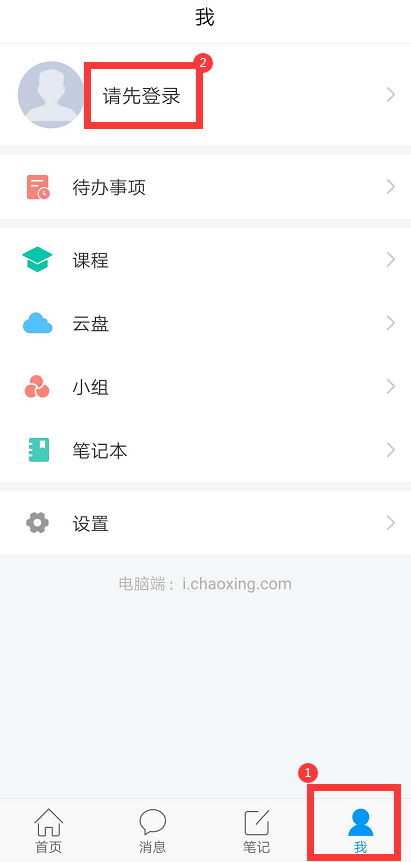 我
2
请先登录
待办事项
课程
云盘
小组
笔记本
设置
电脑端：i.chaoxing.com
1
首页
消息
笔记
我